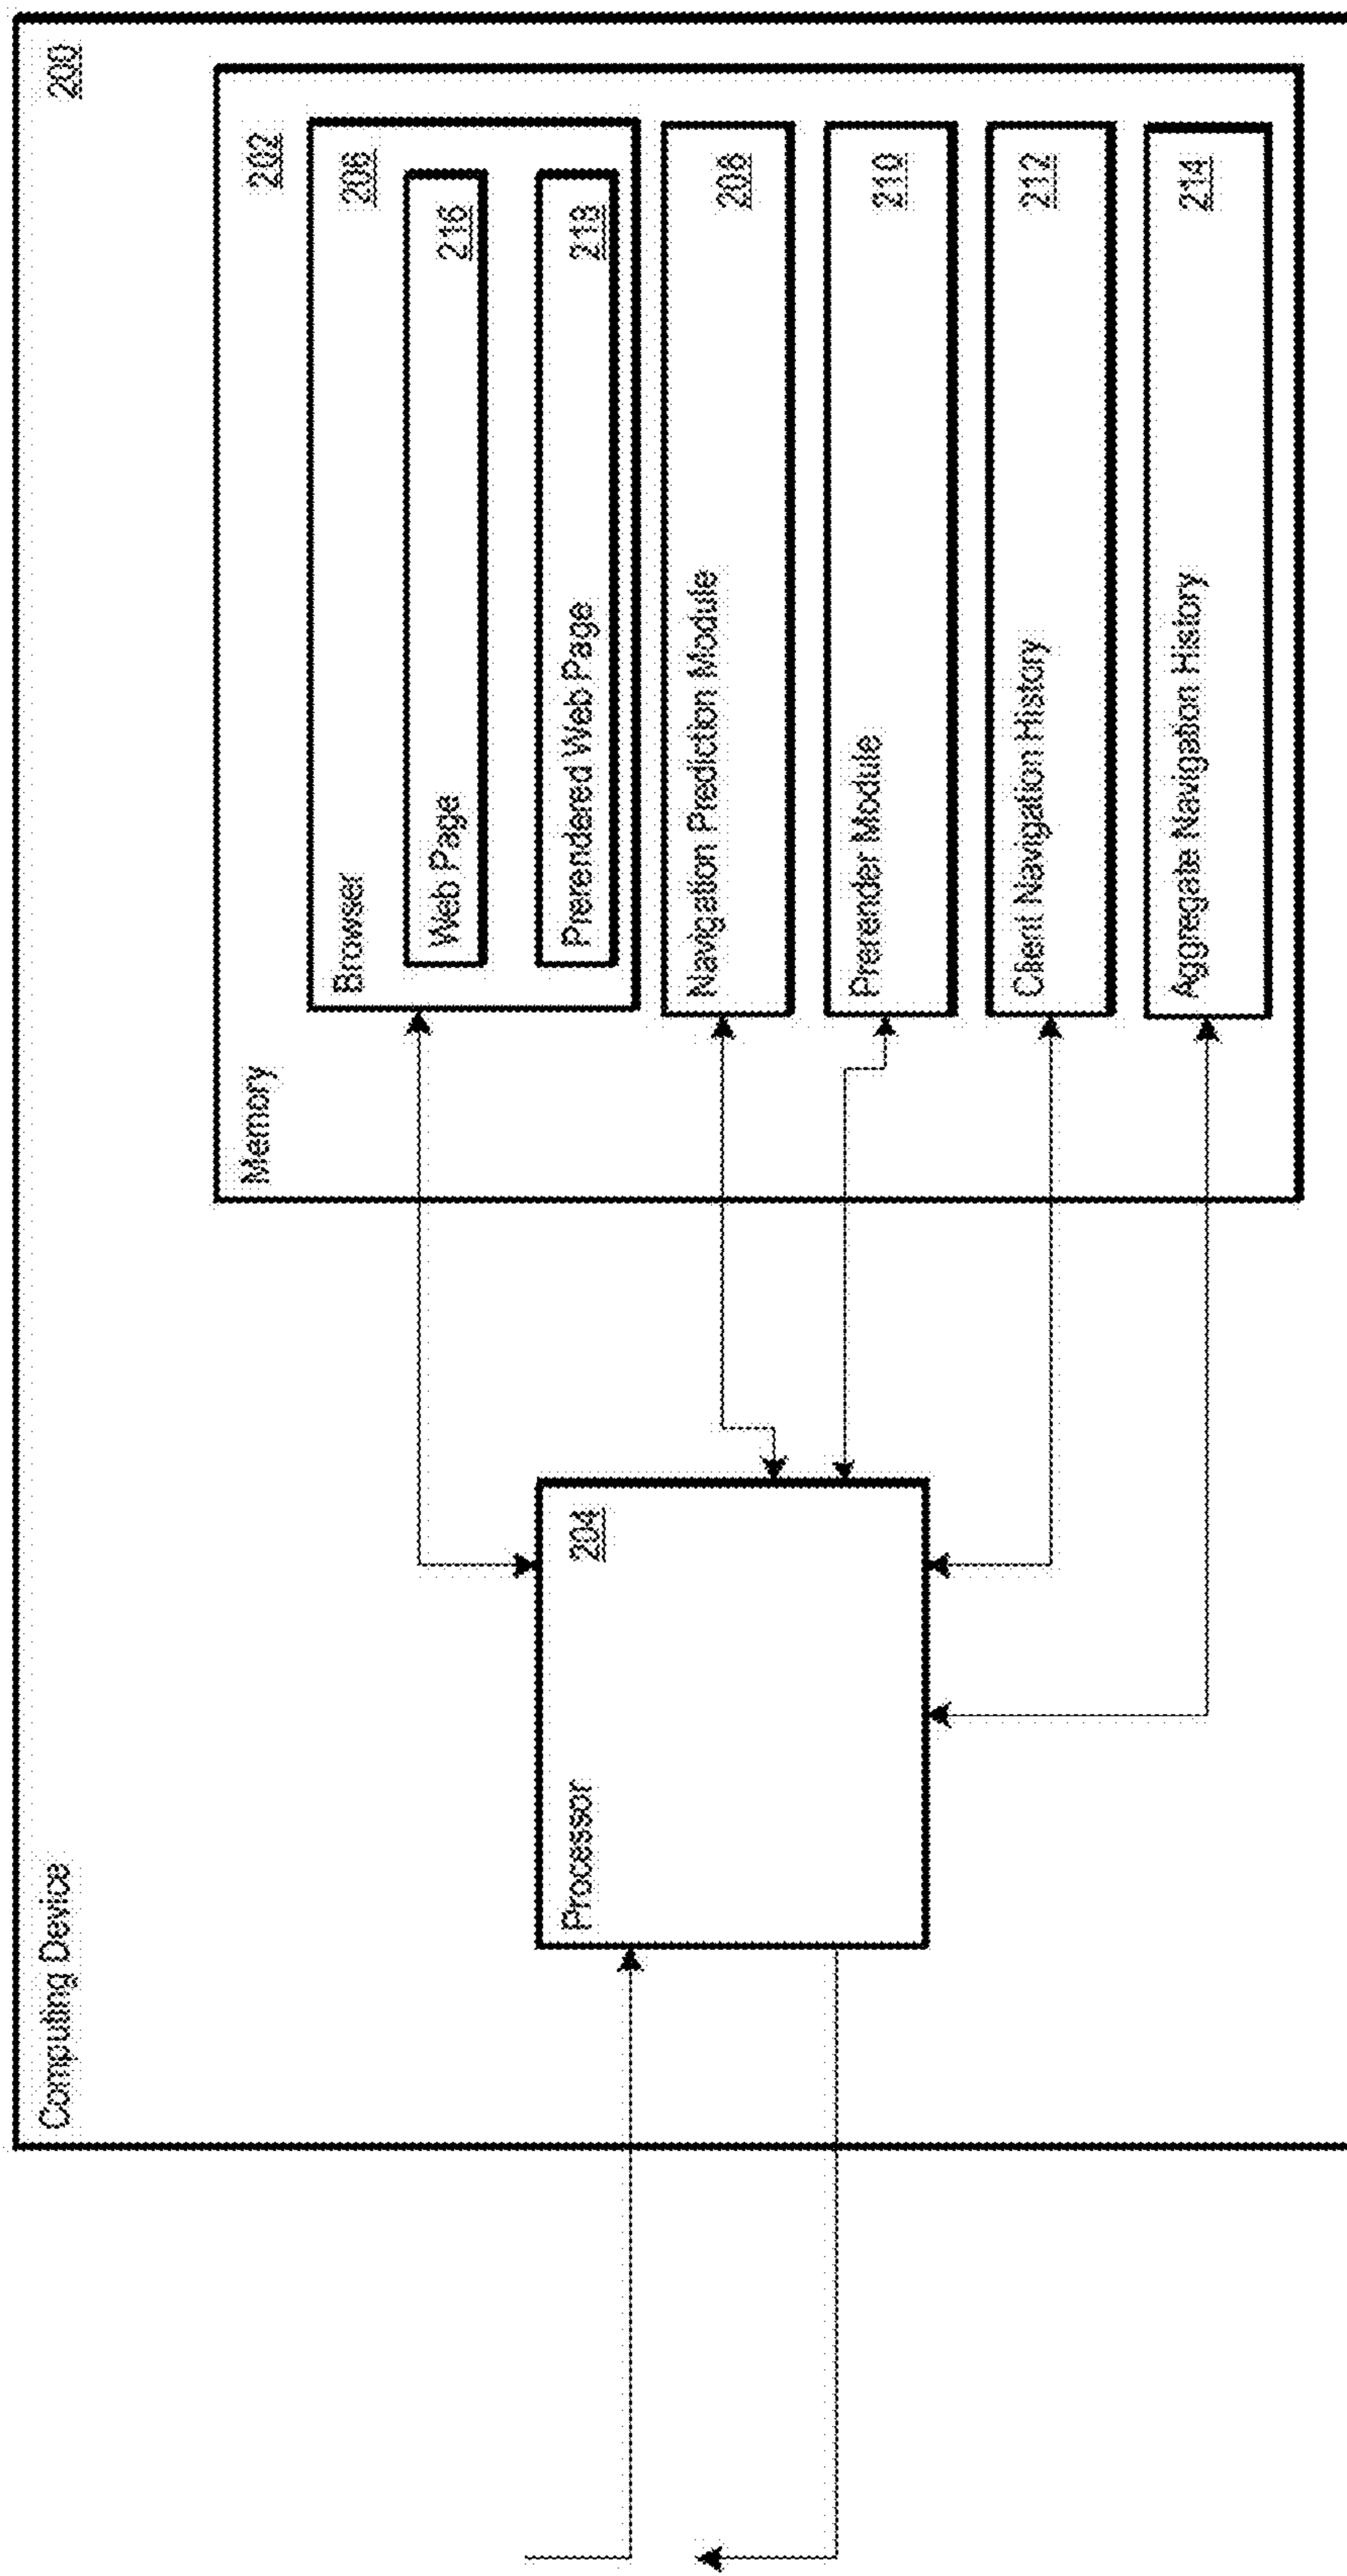 Computing Device
200
Memory
202
Browser
206
Web Page
216
Prerendered Web Page
218
Processor
204
Navigation Prediction Module
208
Prerender Module
210
Client Navigation History
212
Aggregate Navigation History
214